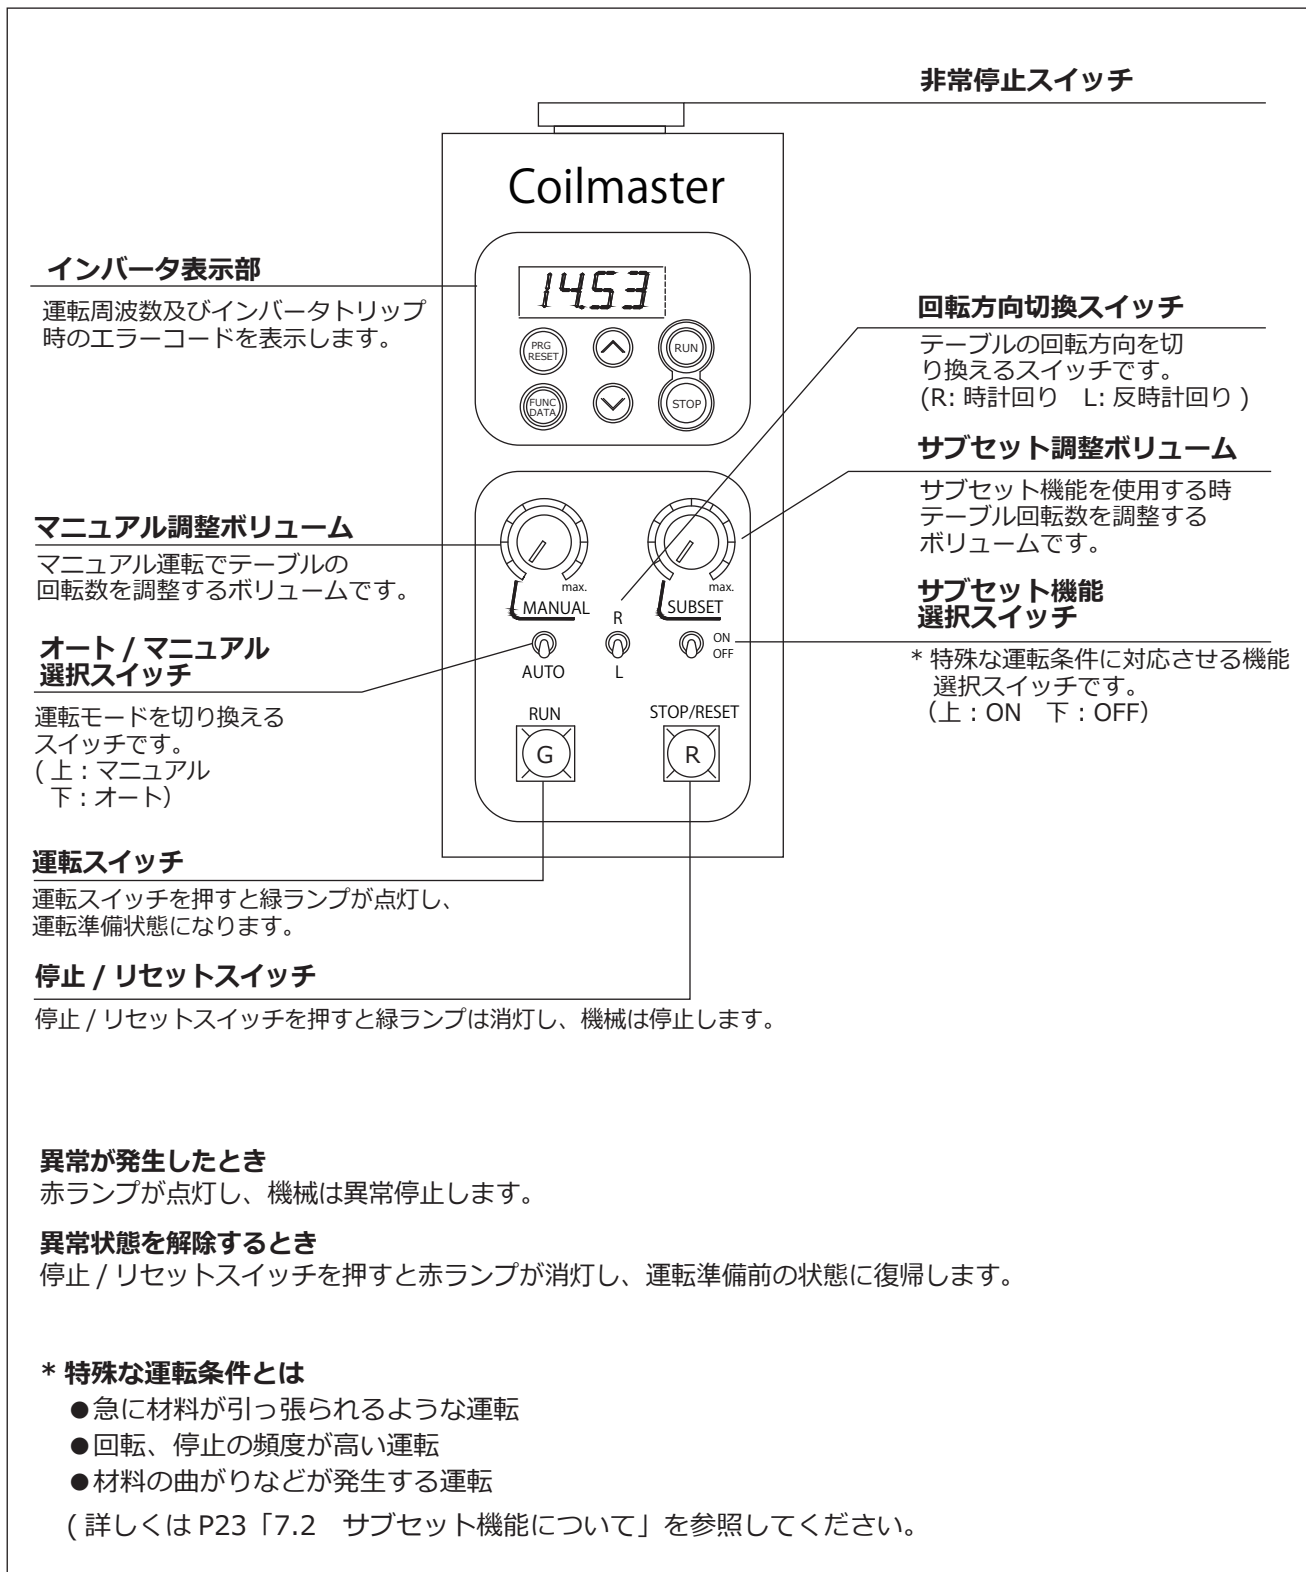 非常停止スイッチ
Coilmaster
インバータ表示部
運転周波数及びインバータトリップ
時のエラーコードを表示します。
14.53
PRG
RESET
RUN
FUNC
DATA
STOP
回転方向切換スイッチ
テーブルの回転方向を切
り換えるスイッチです。
(R: 時計回り　L: 反時計回り )
サブセット調整ボリューム
サブセット機能を使用する時
テーブル回転数を調整する
ボリュームです。
マニュアル調整ボリューム
マニュアル運転でテーブルの
回転数を調整するボリュームです。
max.
MANUAL
max.
SUBSET
R
L
ON
OFF
AUTO
サブセット機能
選択スイッチ
* 特殊な運転条件に対応させる機能
選択スイッチです。
（上：ON　下：OFF）
オート / マニュアル
選択スイッチ
運転モードを切り換える
スイッチです。
( 上：マニュアル
下：オート）
RUN
G
STOP/RESET
R
運転スイッチ
運転スイッチを押すと緑ランプが点灯し、
運転準備状態になります。
停止 / リセットスイッチ
停止 / リセットスイッチを押すと緑ランプは消灯し、機械は停止します。
異常が発生したとき
赤ランプが点灯し、機械は異常停止します。
異常状態を解除するとき
停止 / リセットスイッチを押すと赤ランプが消灯し、運転準備前の状態に復帰します。
* 特殊な運転条件とは
●急に材料が引っ張られるような運転
●回転、停止の頻度が高い運転
●材料の曲がりなどが発生する運転
( 詳しくは P23「7.2　サブセット機能について」を参照してください。